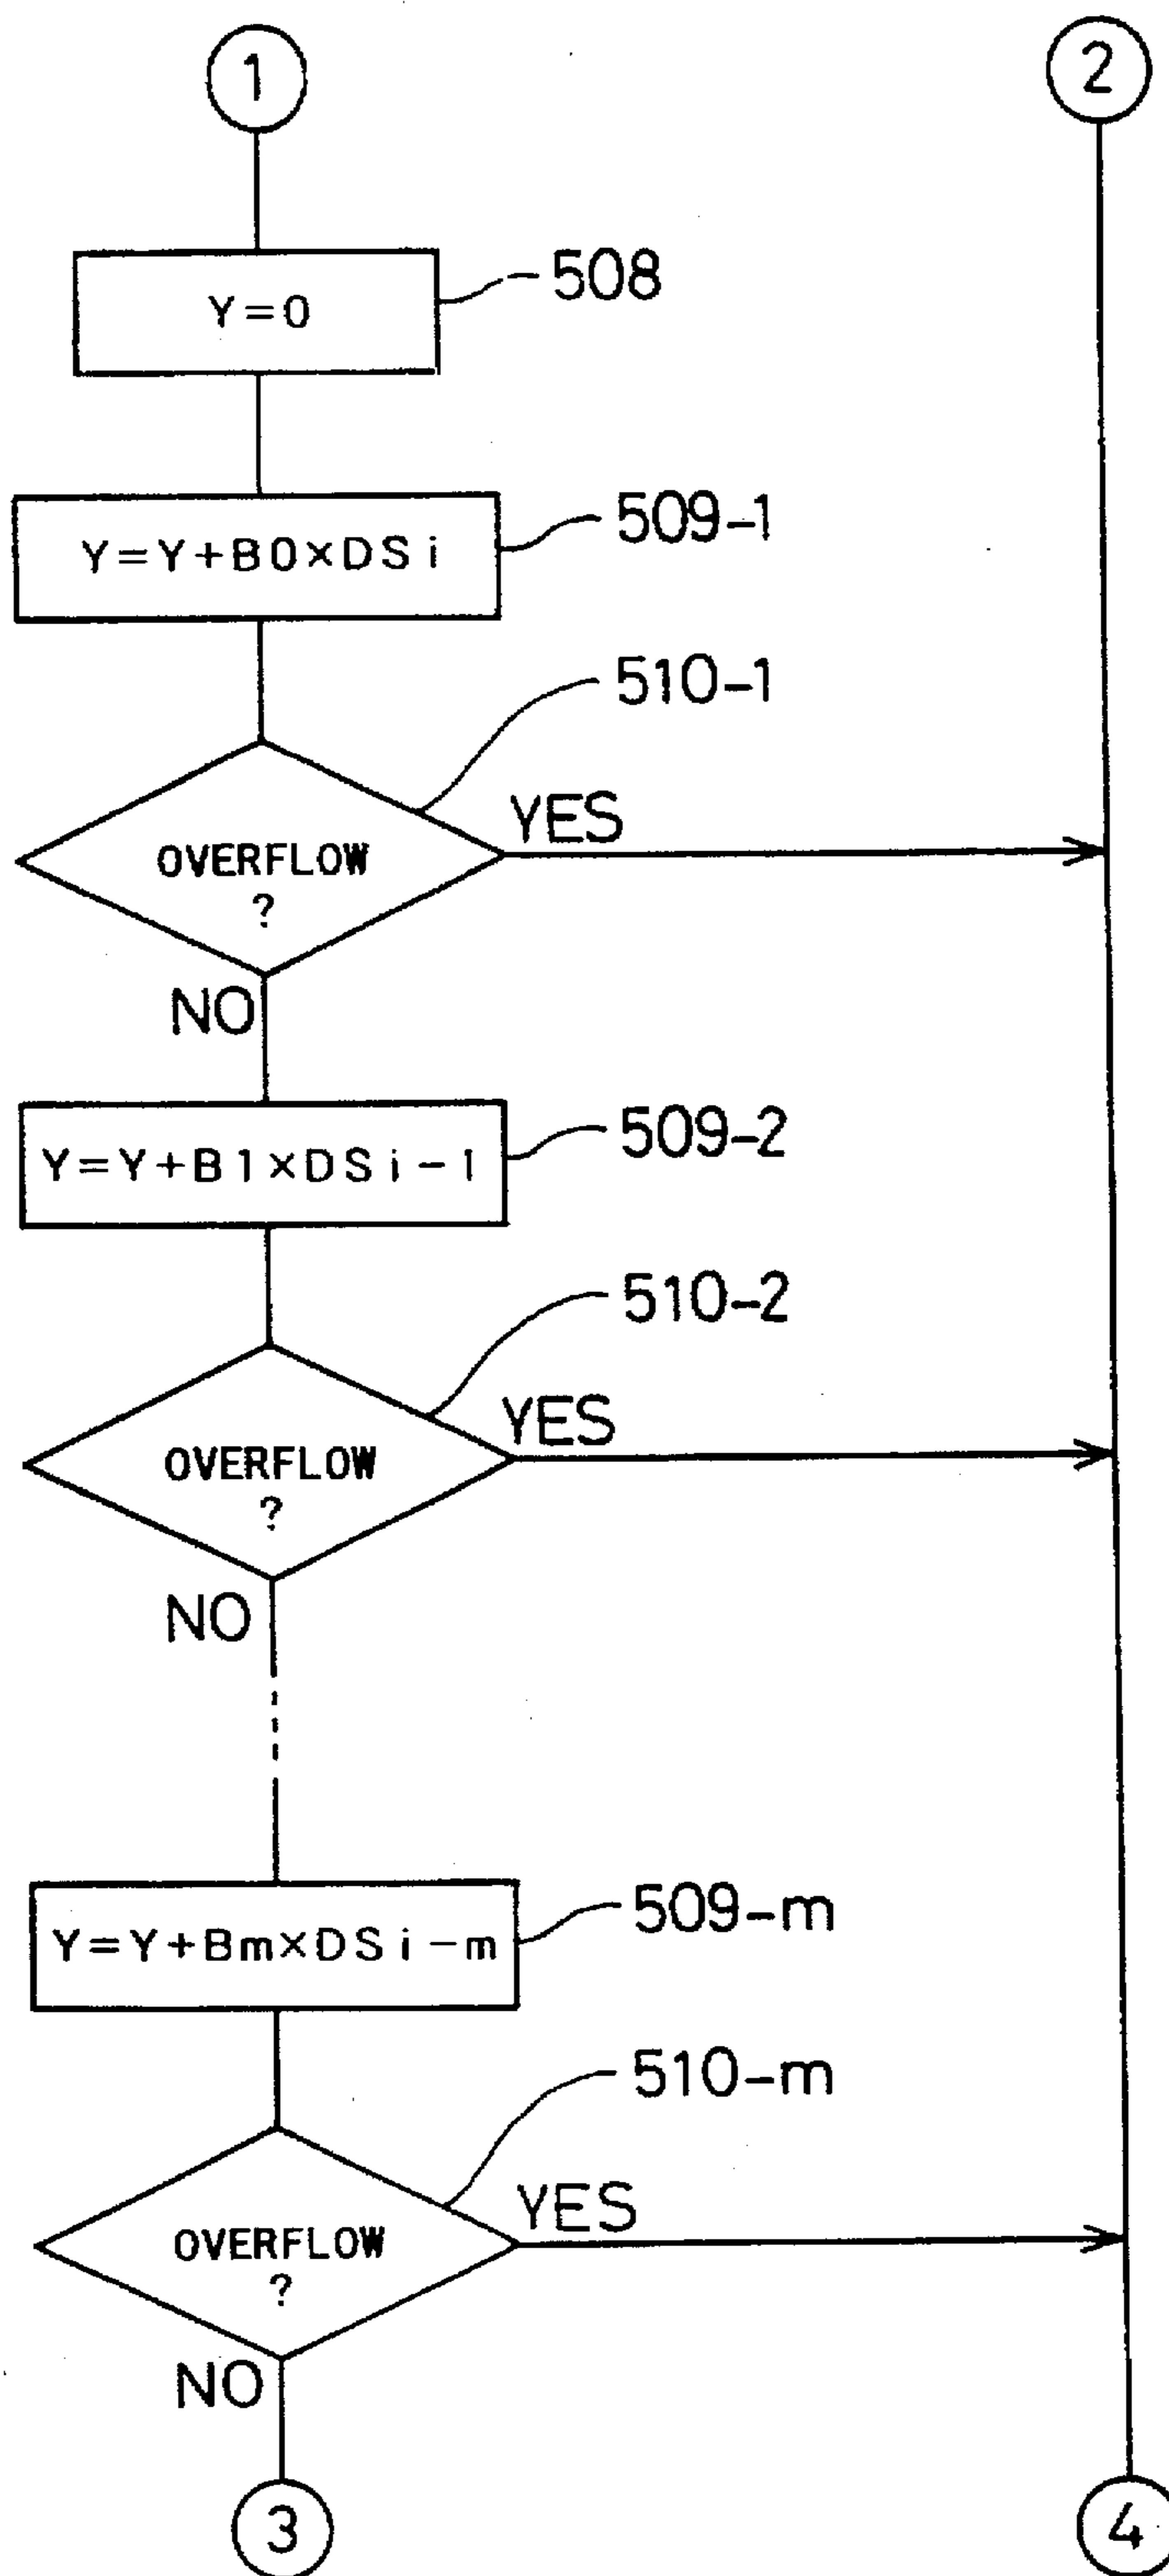 1
2
508
Y=0
509-1
Y=Y+B0×DSi
510-1
YES
OVERFLOW
?
NO
509-2
Y=Y+B1×DSi-1
510-2
YES
OVERFLOW
?
NO
509-m
Y=Y+Bm×DSi-m
510-m
YES
OVERFLOW
?
NO
3
4